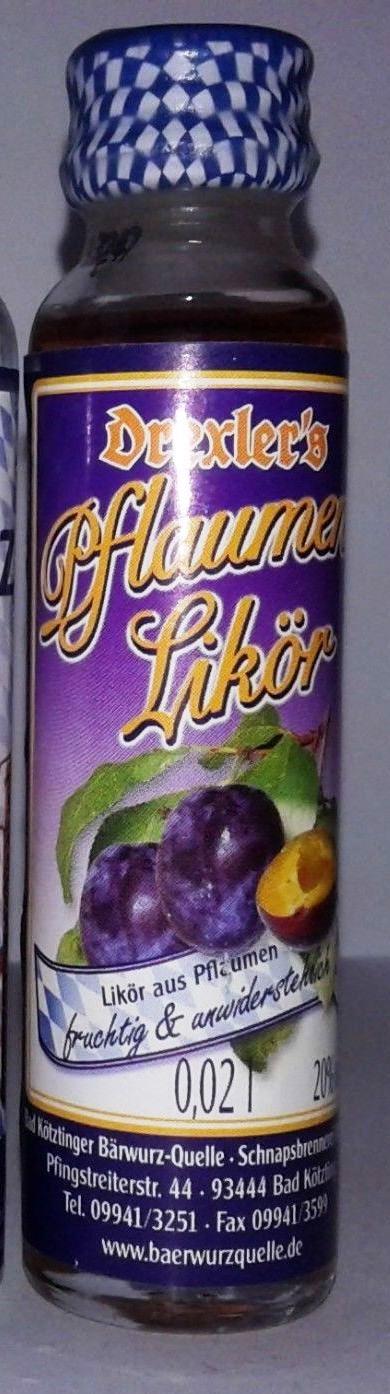 Drexler's
Pflaumen
Likör
Likör aus Pflaumen
fruchtig & unwiderstehlich
0,02 l
20%
Bad Kötztinger Bärwurz-Quelle · Schnapsbrennerei
Pfingstreiterstr. 44 · 93444 Bad Kötzting
Tel. 09941/3251 · Fax 09941/3599
www.baerwurzquelle.de